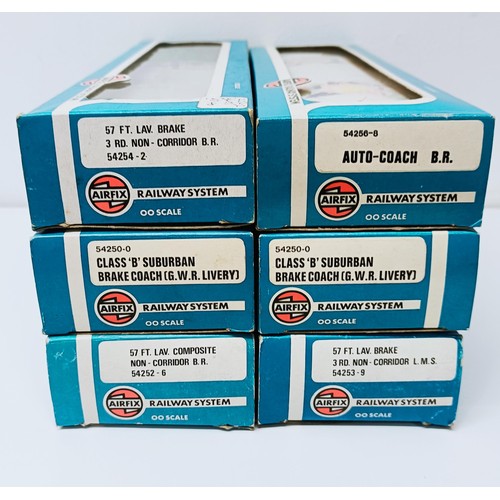 57 FT. LAV. BRAKE
3 RD. NON - CORRIDOR B.R.
54254 - 2
AIRFIX
RAILWAY SYSTEM
OO SCALE
54256-8
AUTO-COACH B.R.
AIRFIX
RAILWAY SYSTEM
OO SCALE
54250-0
CLASS 'B' SUBURBAN
BRAKE COACH (G.W.R. LIVERY)
AIRFIX
RAILWAY SYSTEM
OO SCALE
54250-0
CLASS 'B' SUBURBAN
BRAKE COACH (G.W.R. LIVERY)
AIRFIX
RAILWAY SYSTEM
OO SCALE
57 FT. LAV. COMPOSITE
NON - CORRIDOR B.R.
54252 - 6
AIRFIX
RAILWAY SYSTEM
OO SCALE
57 FT. LAV. BRAKE
3 RD. NON - CORRIDOR L.M.S.
54253 - 9
AIRFIX
RAILWAY SYSTEM
OO SCALE